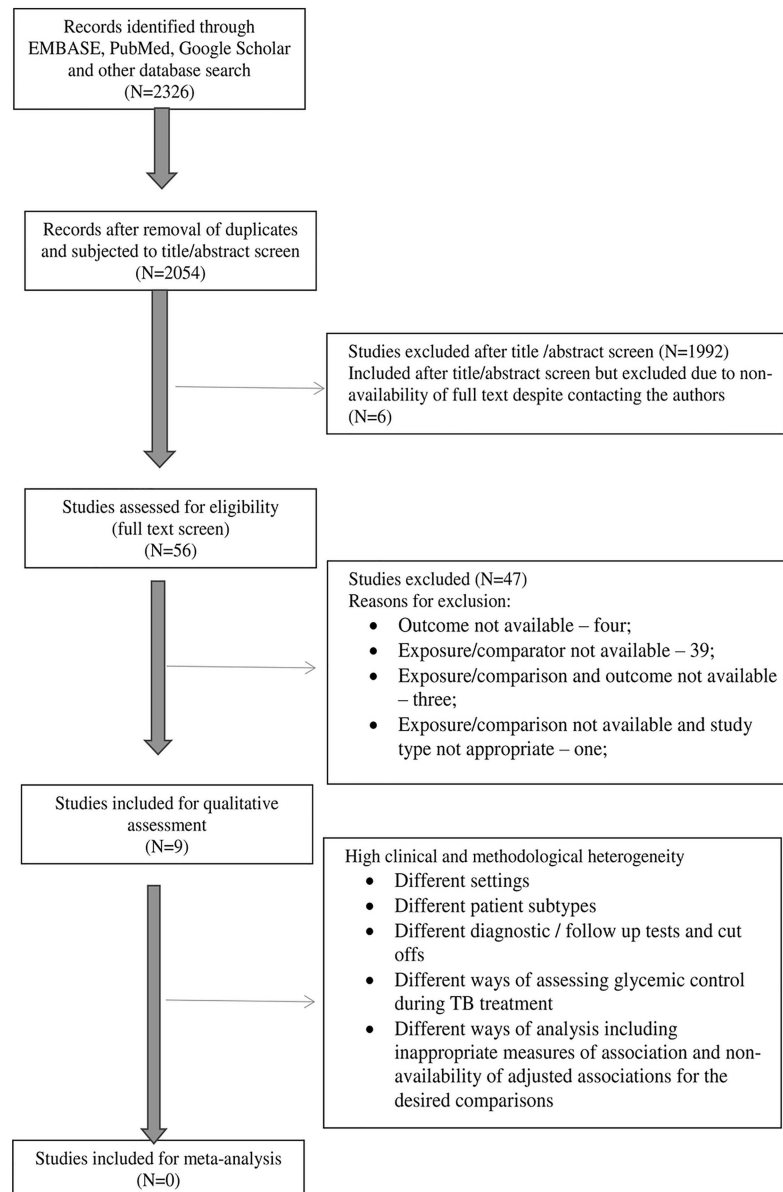 Records identified through
EMBASE, PubMed, Google Scholar
and other database search
(N=2326)
Records after removal of duplicates
and subjected to title/abstract screen
(N=2054)
Studies excluded after title /abstract screen (N=1992)
Included after title/abstract screen but excluded due to non-
availability of full text despite contacting the authors
(N=6)
Studies assessed for eligibility
(full text screen)
(N=56)
Studies excluded (N=47)
Reasons for exclusion:
• Outcome not available – four;
• Exposure/comparator not available – 39;
• Exposure/comparison and outcome not available
– three;
• Exposure/comparison not available and study
type not appropriate – one;
Studies included for qualitative
assessment
(N=9)
High clinical and methodological heterogeneity
• Different settings
• Different patient subtypes
• Different diagnostic / follow up tests and cut
offs
• Different ways of assessing glycemic control
during TB treatment
• Different ways of analysis including
inappropriate measures of association and non-
availability of adjusted associations for the
desired comparisons
Studies included for meta-analysis
(N=0)